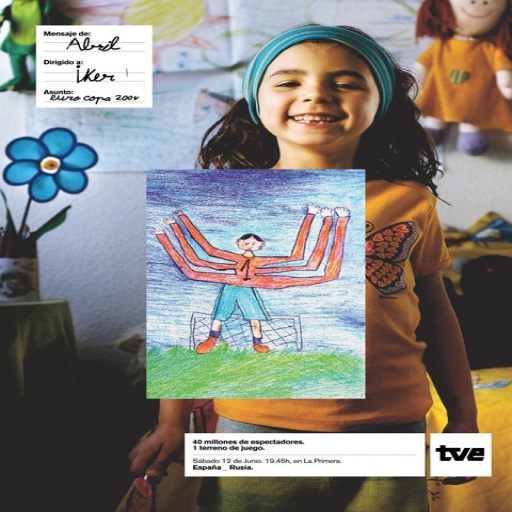 Mensaje de:
Abril
Dirigido a:
iker!
Asunto:
euro copa 2004
40 millones de espectadores.
1 terreno de juego.
Sábado 12 de Junio. 19.45h, en La Primera.
España _ Rusia.
tve